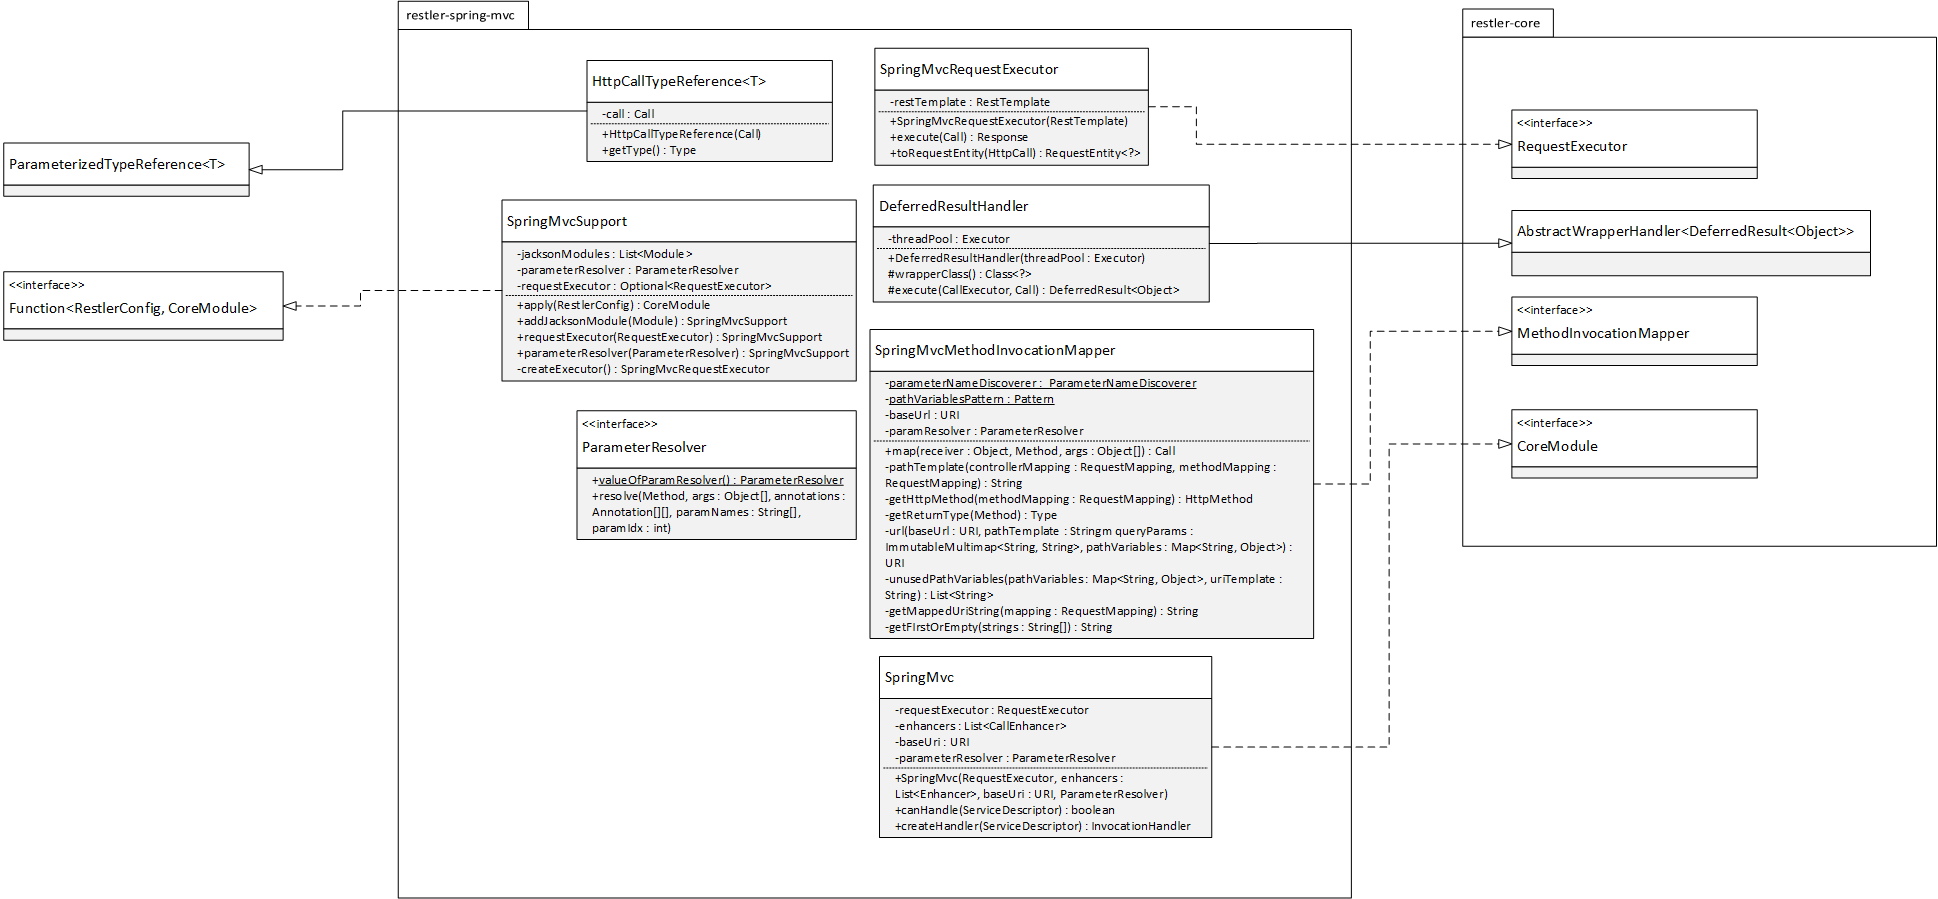 restler-spring-mvc
restler-core
ParameterizedTypeReference<T>
<<interface>>
Function<RestlerConfig, CoreModule>
HttpCallTypeReference<T>
-call : Call
+HttpCallTypeReference(Call)
+getType() : Type
SpringMvcSupport
-jacksonModules : List<Module>
-parameterResolver : ParameterResolver
-requestExecutor : Optional<RequestExecutor>
+apply(RestlerConfig) : CoreModule
+addJacksonModule(Module) : SpringMvcSupport
+requestExecutor(RequestExecutor) : SpringMvcSupport
+parameterResolver(ParameterResolver) : SpringMvcSupport
-createExecutor() : SpringMvcRequestExecutor
<<interface>>
ParameterResolver
+valueOfParamResolver() : ParameterResolver
+resolve(Method, args : Object[], annotations :
Annotation[][], paramNames : String[],
paramIdx : int)
SpringMvcRequestExecutor
-restTemplate : RestTemplate
+SpringMvcRequestExecutor(RestTemplate)
+execute(Call) : Response
+toRequestEntity(HttpCall) : RequestEntity<?>
DeferredResultHandler
-threadPool : Executor
+DeferredResultHandler(threadPool : Executor)
#wrapperClass() : Class<?>
#execute(CallExecutor, Call) : DeferredResult<Object>
SpringMvcMethodInvocationMapper
-parameterNameDiscoverer : ParameterNameDiscoverer
-pathVariablesPattern : Pattern
-baseUrl : URI
-paramResolver : ParameterResolver
+map(receiver : Object, Method, args : Object[]) : Call
-pathTemplate(controllerMapping : RequestMapping, methodMapping :
RequestMapping) : String
-getHttpMethod(methodMapping : RequestMapping) : HttpMethod
-getReturnType(Method) : Type
-url(baseUrl : URI, pathTemplate : Stringm queryParams :
ImmutableMultimap<String, String>, pathVariables : Map<String, Object>) :
URI
-unusedPathVariables(pathVariables : Map<String, Object>, uriTemplate :
String) : List<String>
-getMappedUriString(mapping : RequestMapping) : String
-getFIrstOrEmpty(strings : String[]) : String
SpringMvc
-requestExecutor : RequestExecutor
-enhancers : List<CallEnhancer>
-baseUri : URI
-parameterResolver : ParameterResolver
+SpringMvc(RequestExecutor, enhancers :
List<Enhancer>, baseUri : URI, ParameterResolver)
+canHandle(ServiceDescriptor) : boolean
+createHandler(ServiceDescriptor) : InvocationHandler
<<interface>>
RequestExecutor
AbstractWrapperHandler<DeferredResult<Object>>
<<interface>>
MethodInvocationMapper
<<interface>>
CoreModule